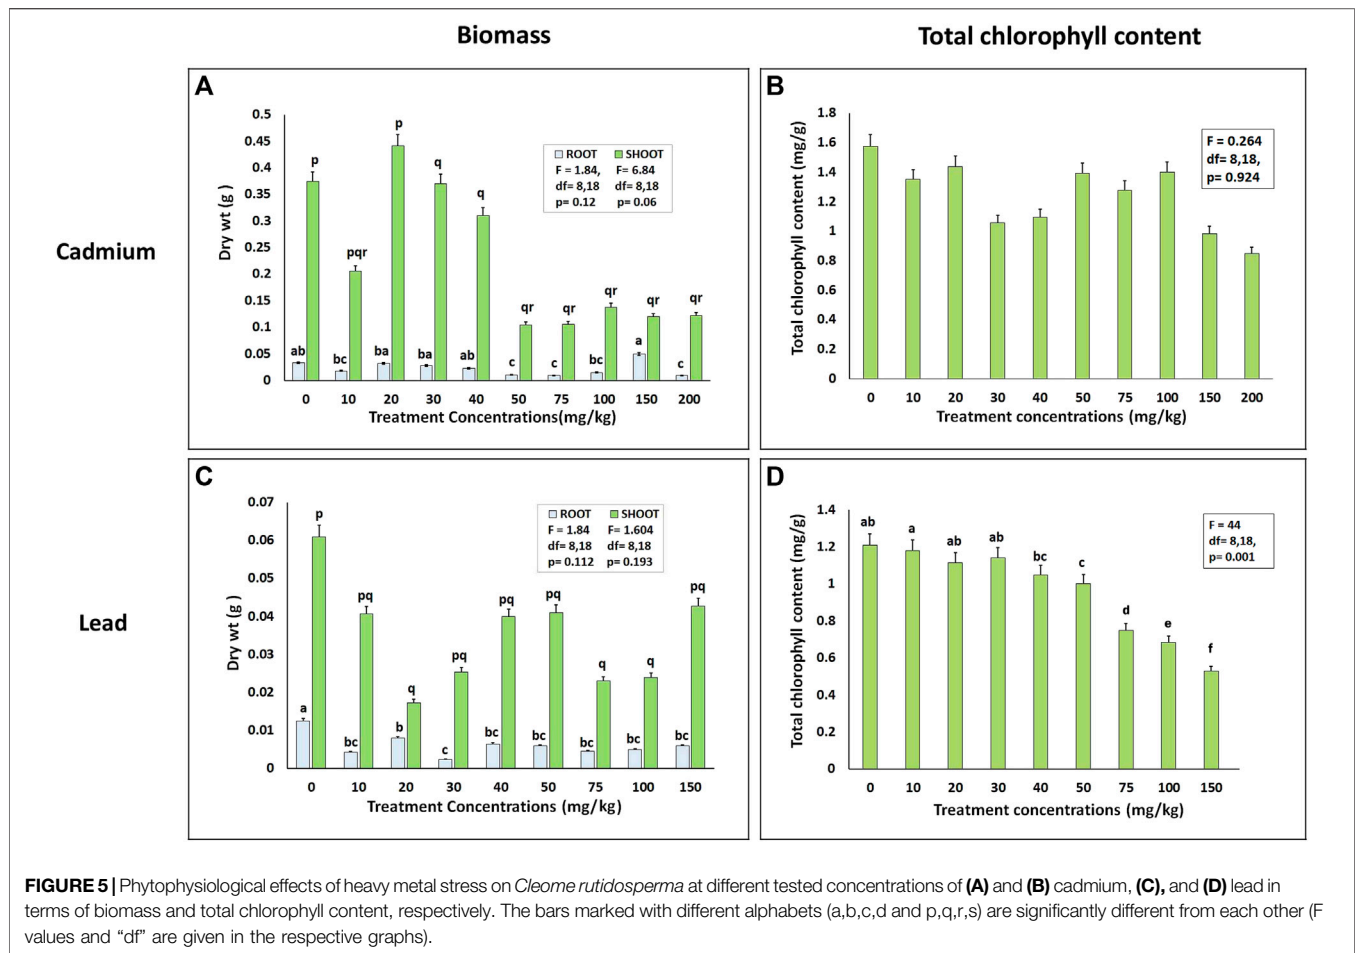 Biomass
Total chlorophyll content
Cadmium
A
Dry wt (g)
0.5
0.45
0.4
0.35
0.3
0.25
0.2
0.15
0.1
0.05
0
p
pqr
p
q
q
qr
qr
qr
qr
qr
ab
bc
ba
ba
ab
c
c
bc
a
c
ROOT SHOOT
F = 1.84, F= 6.84
df= 8,18 df= 8,18
p= 0.12 p= 0.06
0 10 20 30 40 50 75 100 150 200
Treatment Concentrations(mg/kg)
B
Total chlorophyll content (mg/g)
1.8
1.6
1.4
1.2
1
0.8
0.6
0.4
0.2
0
F = 0.264
df= 8,18,
p= 0.924
0 10 20 30 40 50 75 100 150 200
Treatment concentrations (mg/kg)
Lead
C
Dry wt (g)
0.07
0.06
0.05
0.04
0.03
0.02
0.01
0
p
pq
q
pq
pq
pq
q
q
pq
a
bc
b
c
bc
bc
bc
bc
bc
ROOT SHOOT
F = 1.84 F= 1.604
df= 8,18 df= 8,18
p= 0.112 p= 0.193
0 10 20 30 40 50 75 100 150
Treatment Concentrations (mg/kg)
D
Total chlorophyll content (mg/g)
1.4
1.2
1
0.8
0.6
0.4
0.2
0
ab
a
ab
ab
bc
c
d
e
f
F = 44
df= 8,18,
p= 0.001
0 10 20 30 40 50 75 100 150
Treatment concentrations (mg/kg)
FIGURE 5 | Phytophysiological effects of heavy metal stress on Cleome rutidosperma at different tested concentrations of (A) and (B) cadmium, (C), and (D) lead in
terms of biomass and total chlorophyll content, respectively. The bars marked with different alphabets (a,b,c,d and p,q,r,s) are significantly different from each other (F
values and “df” are given in the respective graphs).